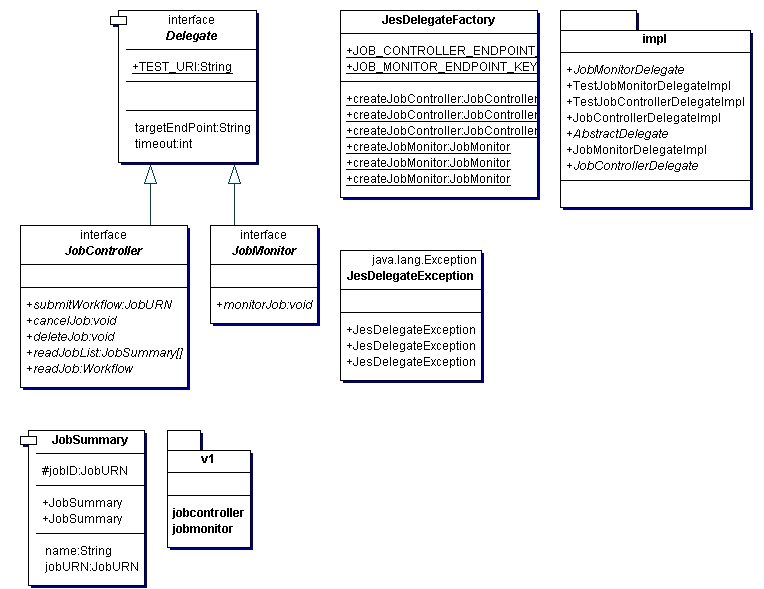 interface
Delegate
+TEST_URI:String
targetEndPoint:String
timeout:int
JesDelegateFactory
+JOB_CONTROLLER_ENDPOINT_
+JOB_MONITOR_ENDPOINT_KEY
+createJobController:JobController
+createJobController:JobController
+createJobController:JobController
+createJobMonitor:JobMonitor
+createJobMonitor:JobMonitor
+createJobMonitor:JobMonitor
impl
+JobMonitorDelegate
+TestJobMonitorDelegateImpl
+TestJobControllerDelegateImpl
+JobControllerDelegateImpl
+AbstractDelegate
+JobMonitorDelegateImpl
+JobControllerDelegate
interface
JobController
+submitWorkflow:JobURN
+cancelJob:void
+deleteJob:void
+readJobList:JobSummary[]
+readJob:Workflow
interface
JobMonitor
+monitorJob:void
java.lang.Exception
JesDelegateException
+JesDelegateException
+JesDelegateException
+JesDelegateException
JobSummary
#jobID:JobURN
+JobSummary
+JobSummary
name:String
jobURN:JobURN
v1
jobcontroller
jobmonitor